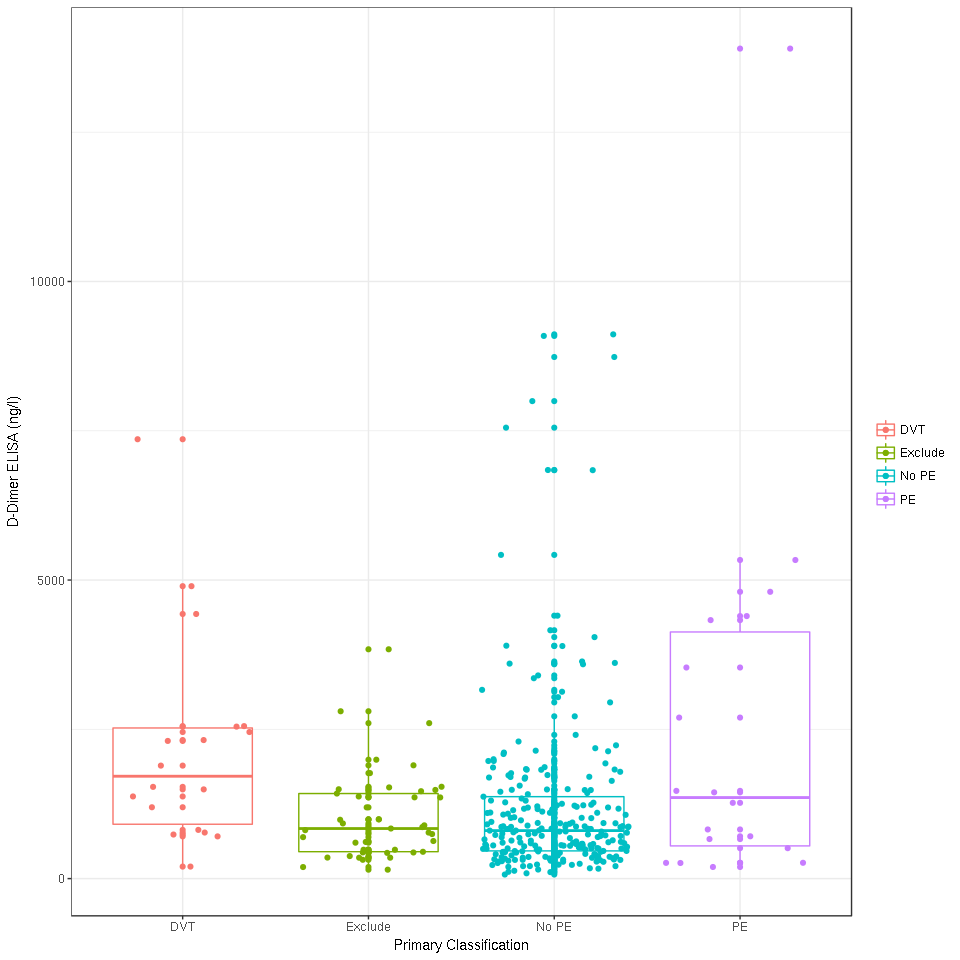 D-Dimer ELISA (ng/l)
10000
5000
0
DVT
Exclude
No PE
PE
Primary Classification
DVT
Exclude
No PE
PE